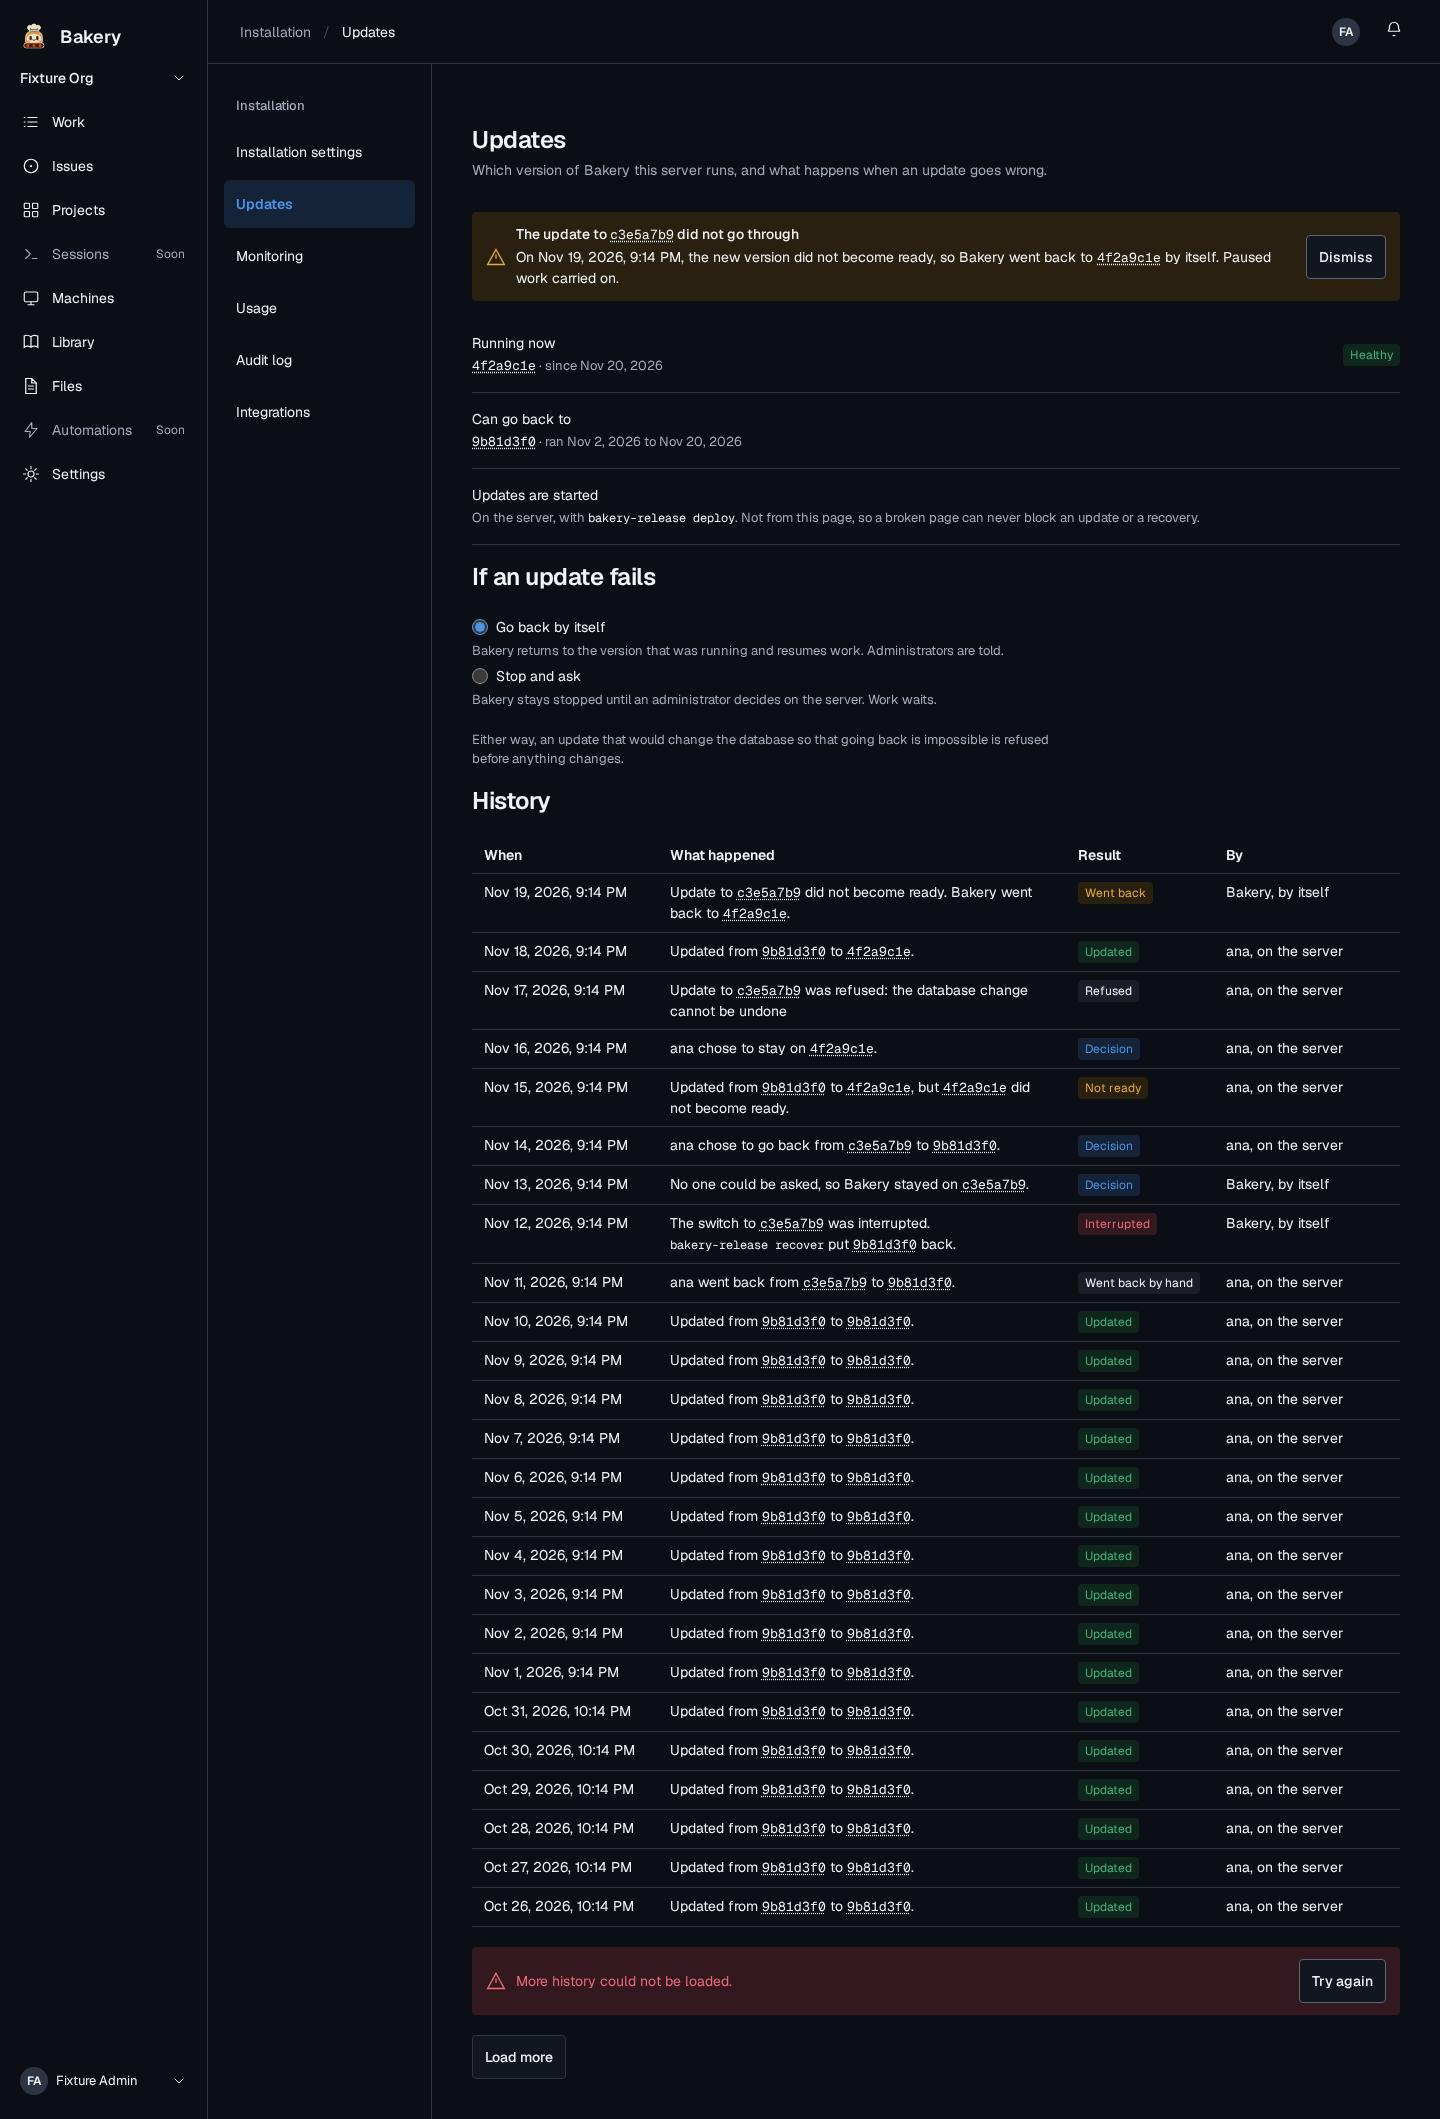 Bakery
Fixture Org
Work
Issues
Projects
Sessions Soon
Machines
Library
Files
Automations Soon
Settings
FA Fixture Admin
Installation / Updates
FA
Installation
Installation settings
Updates
Monitoring
Usage
Audit log
Integrations
Updates
Which version of Bakery this server runs, and what happens when an update goes wrong.
The update to c3e5a7b9 did not go through
On Nov 19, 2026, 9:14 PM, the new version did not become ready, so Bakery went back to 4f2a9c1e by itself. Paused
work carried on.
Dismiss
Running now
4f2a9c1e · since Nov 20, 2026
Healthy
Can go back to
9b81d3f0 · ran Nov 2, 2026 to Nov 20, 2026
Updates are started
On the server, with bakery-release deploy. Not from this page, so a broken page can never block an update or a recovery.
If an update fails
Go back by itself
Bakery returns to the version that was running and resumes work. Administrators are told.
Stop and ask
Bakery stays stopped until an administrator decides on the server. Work waits.
Either way, an update that would change the database so that going back is impossible is refused
before anything changes.
History
When What happened Result By
Nov 19, 2026, 9:14 PM Update to c3e5a7b9 did not become ready. Bakery went Went back Bakery, by itself
back to 4f2a9c1e.
Nov 18, 2026, 9:14 PM Updated from 9b81d3f0 to 4f2a9c1e. Updated ana, on the server
Nov 17, 2026, 9:14 PM Update to c3e5a7b9 was refused: the database change Refused ana, on the server
cannot be undone
Nov 16, 2026, 9:14 PM ana chose to stay on 4f2a9c1e. Decision ana, on the server
Nov 15, 2026, 9:14 PM Updated from 9b81d3f0 to 4f2a9c1e, but 4f2a9c1e did Not ready ana, on the server
not become ready.
Nov 14, 2026, 9:14 PM ana chose to go back from c3e5a7b9 to 9b81d3f0. Decision ana, on the server
Nov 13, 2026, 9:14 PM No one could be asked, so Bakery stayed on c3e5a7b9. Decision Bakery, by itself
Nov 12, 2026, 9:14 PM The switch to c3e5a7b9 was interrupted. Interrupted Bakery, by itself
bakery-release recover put 9b81d3f0 back.
Nov 11, 2026, 9:14 PM ana went back from c3e5a7b9 to 9b81d3f0. Went back by hand ana, on the server
Nov 10, 2026, 9:14 PM Updated from 9b81d3f0 to 9b81d3f0. Updated ana, on the server
Nov 9, 2026, 9:14 PM Updated from 9b81d3f0 to 9b81d3f0. Updated ana, on the server
Nov 8, 2026, 9:14 PM Updated from 9b81d3f0 to 9b81d3f0. Updated ana, on the server
Nov 7, 2026, 9:14 PM Updated from 9b81d3f0 to 9b81d3f0. Updated ana, on the server
Nov 6, 2026, 9:14 PM Updated from 9b81d3f0 to 9b81d3f0. Updated ana, on the server
Nov 5, 2026, 9:14 PM Updated from 9b81d3f0 to 9b81d3f0. Updated ana, on the server
Nov 4, 2026, 9:14 PM Updated from 9b81d3f0 to 9b81d3f0. Updated ana, on the server
Nov 3, 2026, 9:14 PM Updated from 9b81d3f0 to 9b81d3f0. Updated ana, on the server
Nov 2, 2026, 9:14 PM Updated from 9b81d3f0 to 9b81d3f0. Updated ana, on the server
Nov 1, 2026, 9:14 PM Updated from 9b81d3f0 to 9b81d3f0. Updated ana, on the server
Oct 31, 2026, 10:14 PM Updated from 9b81d3f0 to 9b81d3f0. Updated ana, on the server
Oct 30, 2026, 10:14 PM Updated from 9b81d3f0 to 9b81d3f0. Updated ana, on the server
Oct 29, 2026, 10:14 PM Updated from 9b81d3f0 to 9b81d3f0. Updated ana, on the server
Oct 28, 2026, 10:14 PM Updated from 9b81d3f0 to 9b81d3f0. Updated ana, on the server
Oct 27, 2026, 10:14 PM Updated from 9b81d3f0 to 9b81d3f0. Updated ana, on the server
Oct 26, 2026, 10:14 PM Updated from 9b81d3f0 to 9b81d3f0. Updated ana, on the server
More history could not be loaded.
Try again
Load more